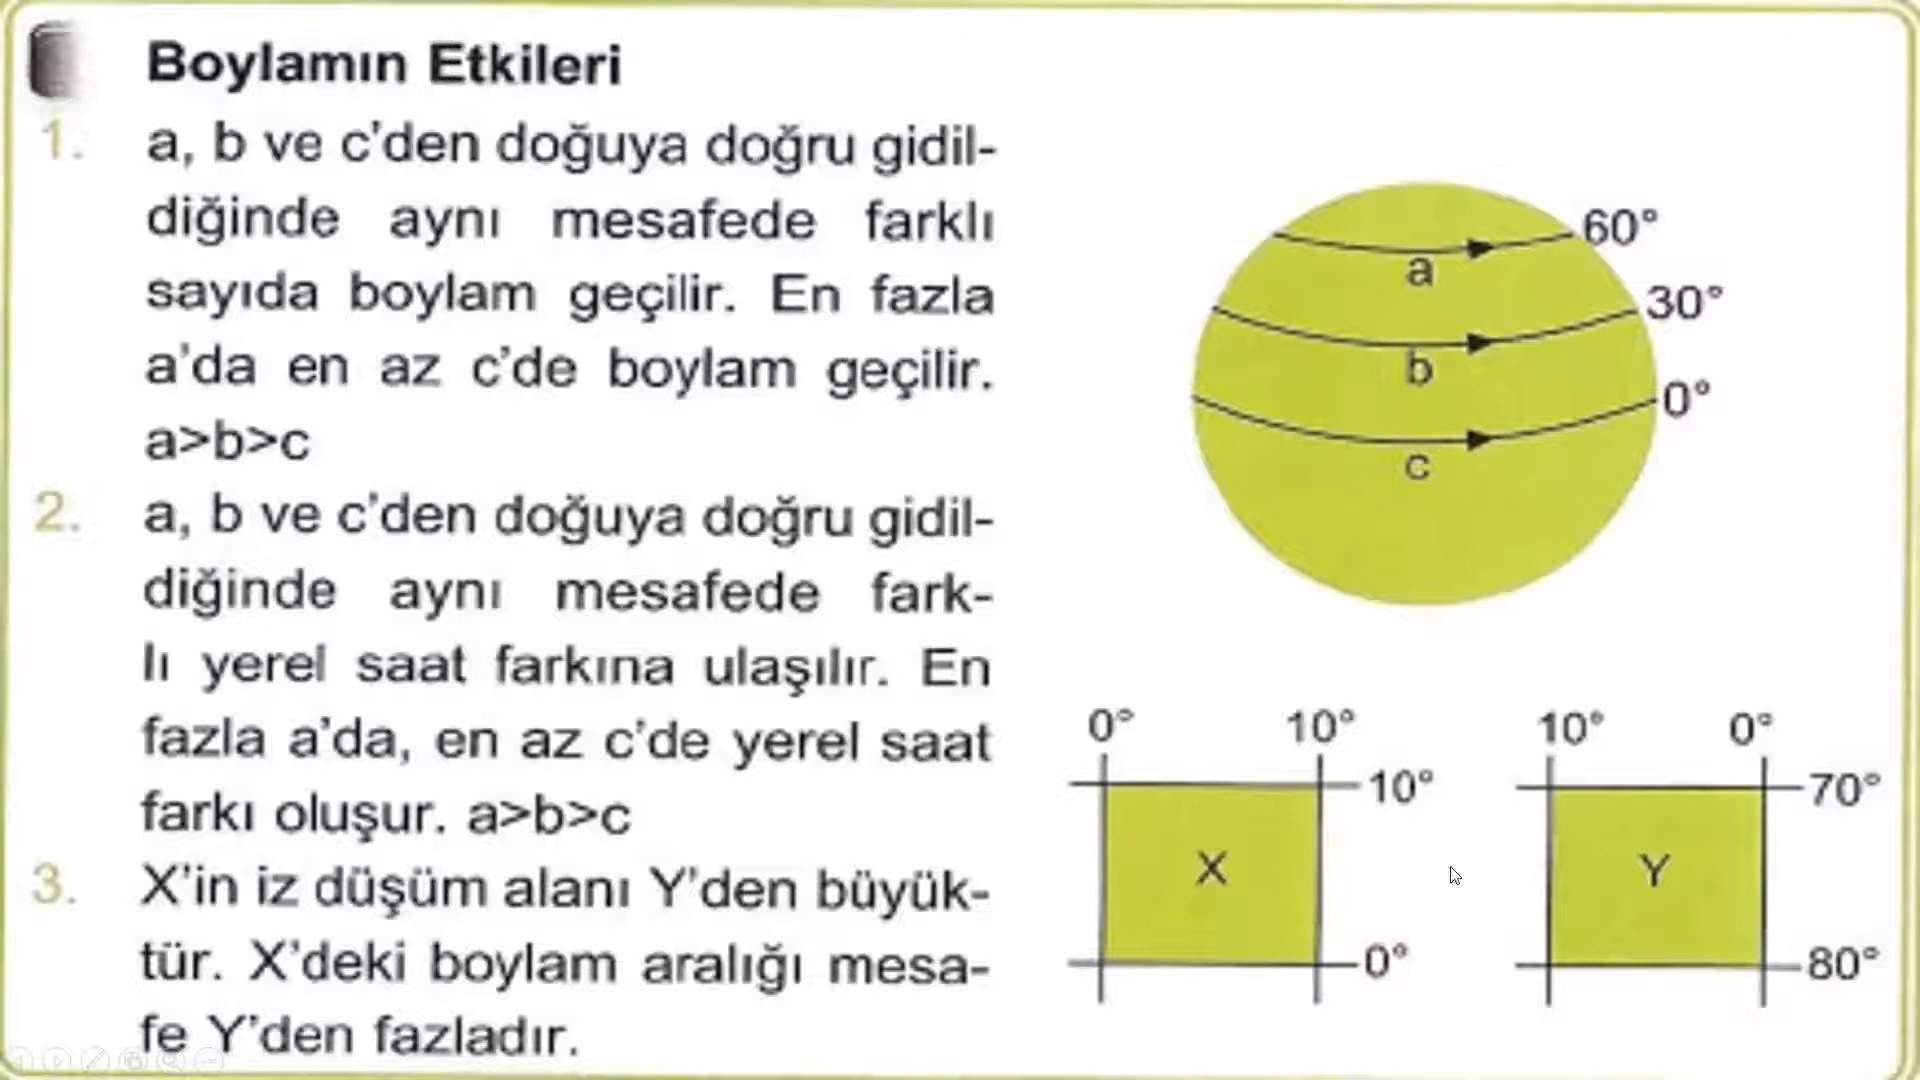 Boylamın Etkileri
1. a, b ve c'den doğuya doğru gidil-
diğinde aynı mesafede farklı
sayıda boylam geçilir. En fazla
a'da en az c'de boylam geçilir.
a>b>c
2. a, b ve c'den doğuya doğru gidil-
diğinde aynı mesafede fark-
lı yerel saat farkına ulaşılır. En
fazla a'da, en az c'de yerel saat
farkı oluşur. a>b>c
3. X'in iz düşüm alanı Y'den büyük-
tür. X'deki boylam aralığı mesa-
fe Y'den fazladır.
60°
a
30°
b
0°
c
0° 10°
10°
X
0°
10° 0°
70°
Y
80°